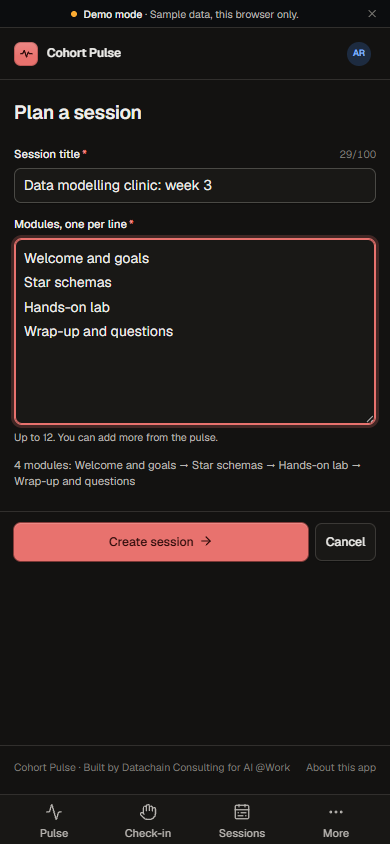 Demo mode · Sample data, this browser only.
Cohort Pulse
AR
Plan a session
Session title *
29/100
Data modelling clinic: week 3
Modules, one per line *
Welcome and goals
Star schemas
Hands-on lab
Wrap-up and questions
Up to 12. You can add more from the pulse.
4 modules: Welcome and goals → Star schemas → Hands-on lab →
Wrap-up and questions
Create session →
Cancel
Cohort Pulse · Built by Datachain Consulting for AI @Work
About this app
Pulse
Check-in
Sessions
More